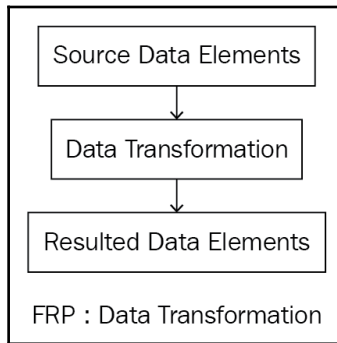 Source Data Elements
Data Transformation
Resulted Data Elements
FRP : Data Transformation